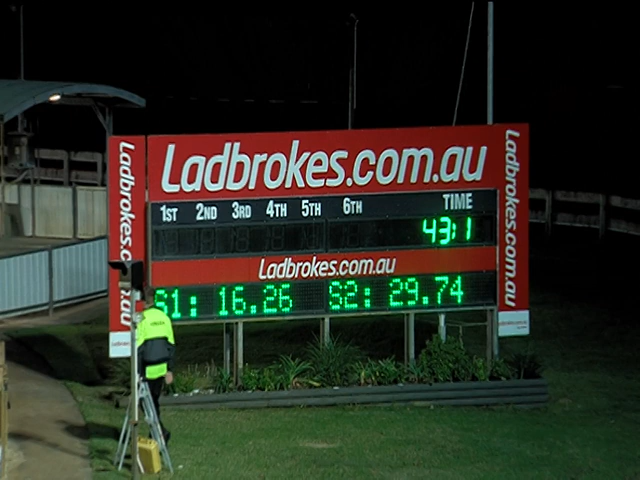 Ladbrokes.com.au
1ST 2ND 3RD 4TH 5TH 6TH TIME
43:1
Ladbrokes.com.au
S1: 16.26 S2: 29.74
Ladbrokes.c
.au
Ladbrokes.com.au